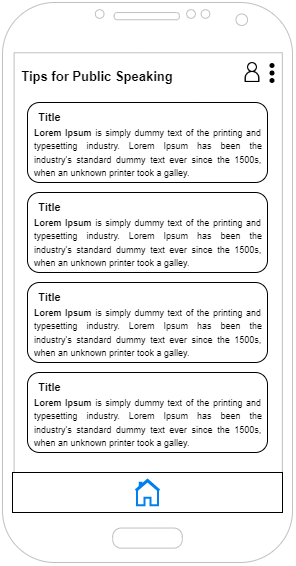 Tips for Public Speaking
Title
Lorem Ipsum is simply dummy text of the printing and
typesetting industry. Lorem Ipsum has been the
industry's standard dummy text ever since the 1500s,
when an unknown printer took a galley.
Title
Lorem Ipsum is simply dummy text of the printing and
typesetting industry. Lorem Ipsum has been the
industry's standard dummy text ever since the 1500s,
when an unknown printer took a galley.
Title
Lorem Ipsum is simply dummy text of the printing and
typesetting industry. Lorem Ipsum has been the
industry's standard dummy text ever since the 1500s,
when an unknown printer took a galley.
Title
Lorem Ipsum is simply dummy text of the printing and
typesetting industry. Lorem Ipsum has been the
industry's standard dummy text ever since the 1500s,
when an unknown printer took a galley.